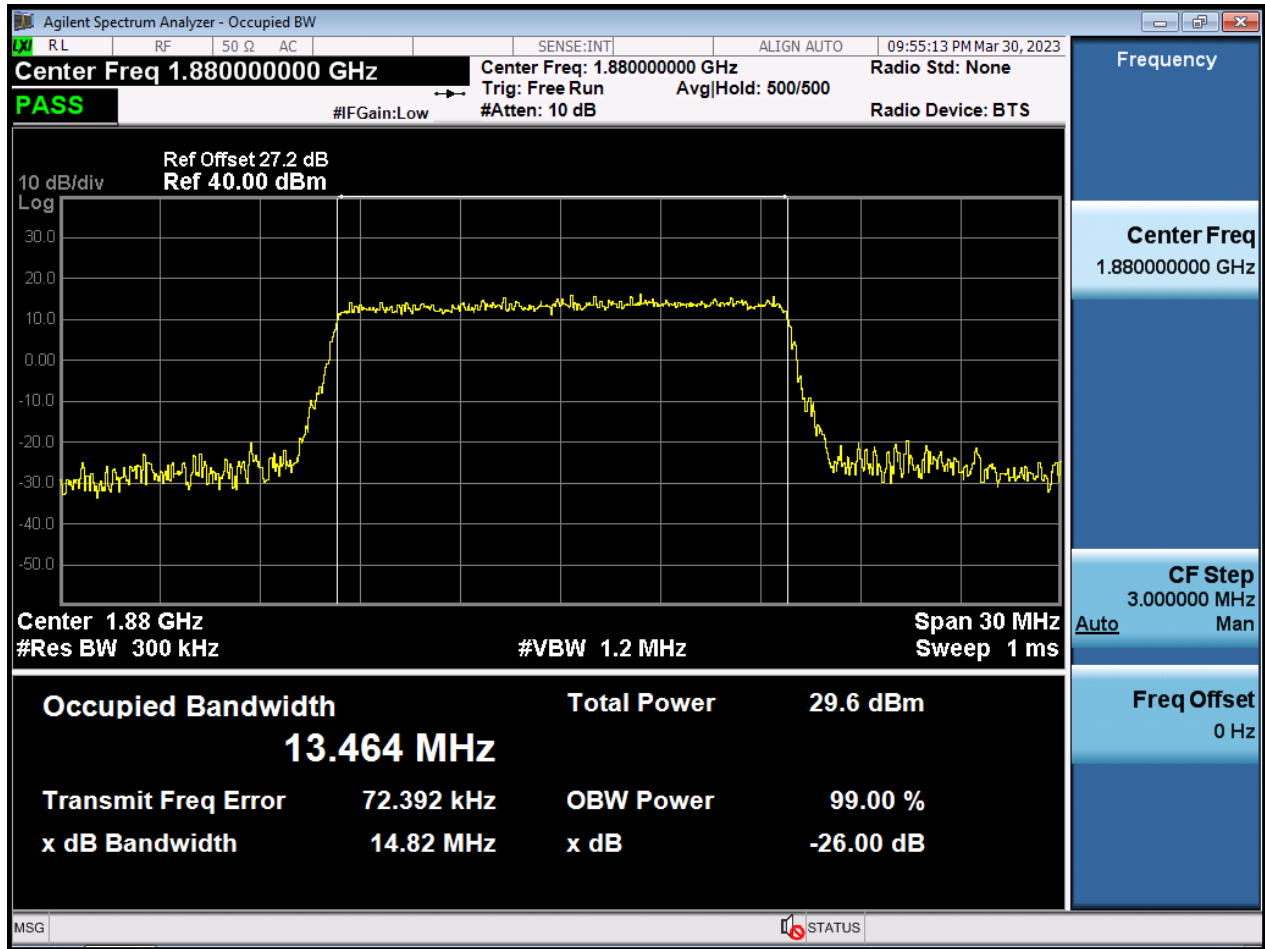 Agilent Spectrum Analyzer - Occupied BW
LXI RL RF 50 Ω AC SENSE:INT ALIGN AUTO 09:55:13 PM Mar 30, 2023
Center Freq 1.880000000 GHz
Center Freq: 1.880000000 GHz
Radio Std: None
Trig: Free Run Avg|Hold: 500/500
PASS
#IFGain:Low
#Atten: 10 dB
Radio Device: BTS
Ref Offset 27.2 dB
10 dB/div Ref 40.00 dBm
Log
30.0
20.0
10.0
0.00
-10.0
-20.0
-30.0
-40.0
-50.0
Center 1.88 GHz Span 30 MHz
#Res BW 300 kHz #VBW 1.2 MHz Sweep 1 ms
Occupied Bandwidth Total Power 29.6 dBm
13.464 MHz
Transmit Freq Error 72.392 kHz OBW Power 99.00 %
x dB Bandwidth 14.82 MHz x dB -26.00 dB
MSG STATUS
Frequency
Center Freq
1.880000000 GHz
CF Step
3.000000 MHz
Auto Man
Freq Offset
0 Hz